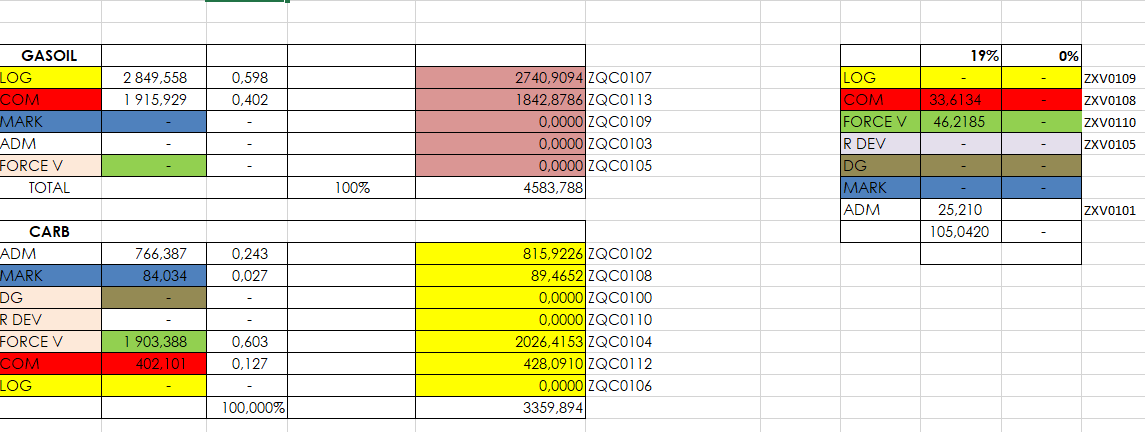 GASOIL 19% 0%
LOG 2 849,558 0,598 2740,9094 ZQC0107 LOG - - ZXV0109
COM 1 915,929 0,402 1842,8786 ZQC0113 COM 33,6134 - ZXV0108
MARK - - 0,0000 ZQC0109 FORCE V 46,2185 - ZXV0110
ADM - - 0,0000 ZQC0103 R DEV - - ZXV0105
FORCE V - - 0,0000 ZQC0105 DG - -
TOTAL 100% 4583,788 MARK - -
ADM 25,210 ZXV0101
CARB 105,0420 -
ADM 766,387 0,243 815,9226 ZQC0102
MARK 84,034 0,027 89,4652 ZQC0108
DG - - 0,0000 ZQC0100
R DEV - - 0,0000 ZQC0110
FORCE V 1 903,388 0,603 2026,4153 ZQC0104
COM 402,101 0,127 428,0910 ZQC0112
LOG - - 0,0000 ZQC0106
100,000% 3359,894